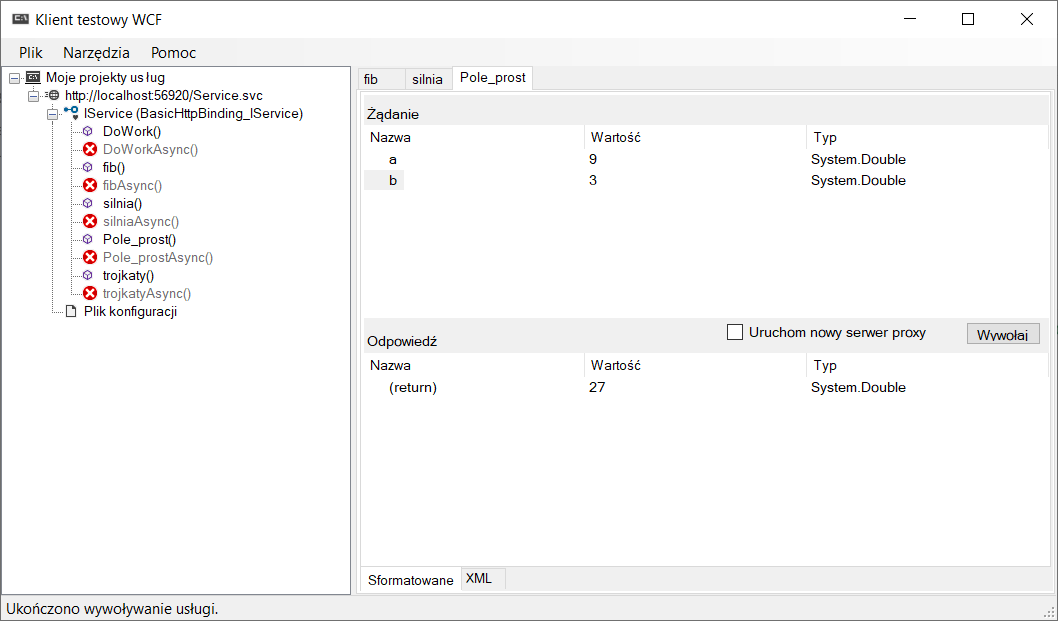 Klient testowy WCF
Plik Narzędzia Pomoc
Moje projekty usług
http://localhost:56920/Service.svc
IService (BasicHttpBinding_IService)
DoWork()
DoWorkAsync()
fib()
fibAsync()
silnia()
silniaAsync()
Pole_prost()
Pole_prostAsync()
trojkaty()
trojkatyAsync()
Plik konfiguracji
fib silnia Pole_prost
Żądanie
Nazwa Wartość Typ
a 9 System.Double
b 3 System.Double
Odpowiedź Uruchom nowy serwer proxy Wywołaj
Nazwa Wartość Typ
(return) 27 System.Double
Sformatowane XML
Ukończono wywoływanie usługi.